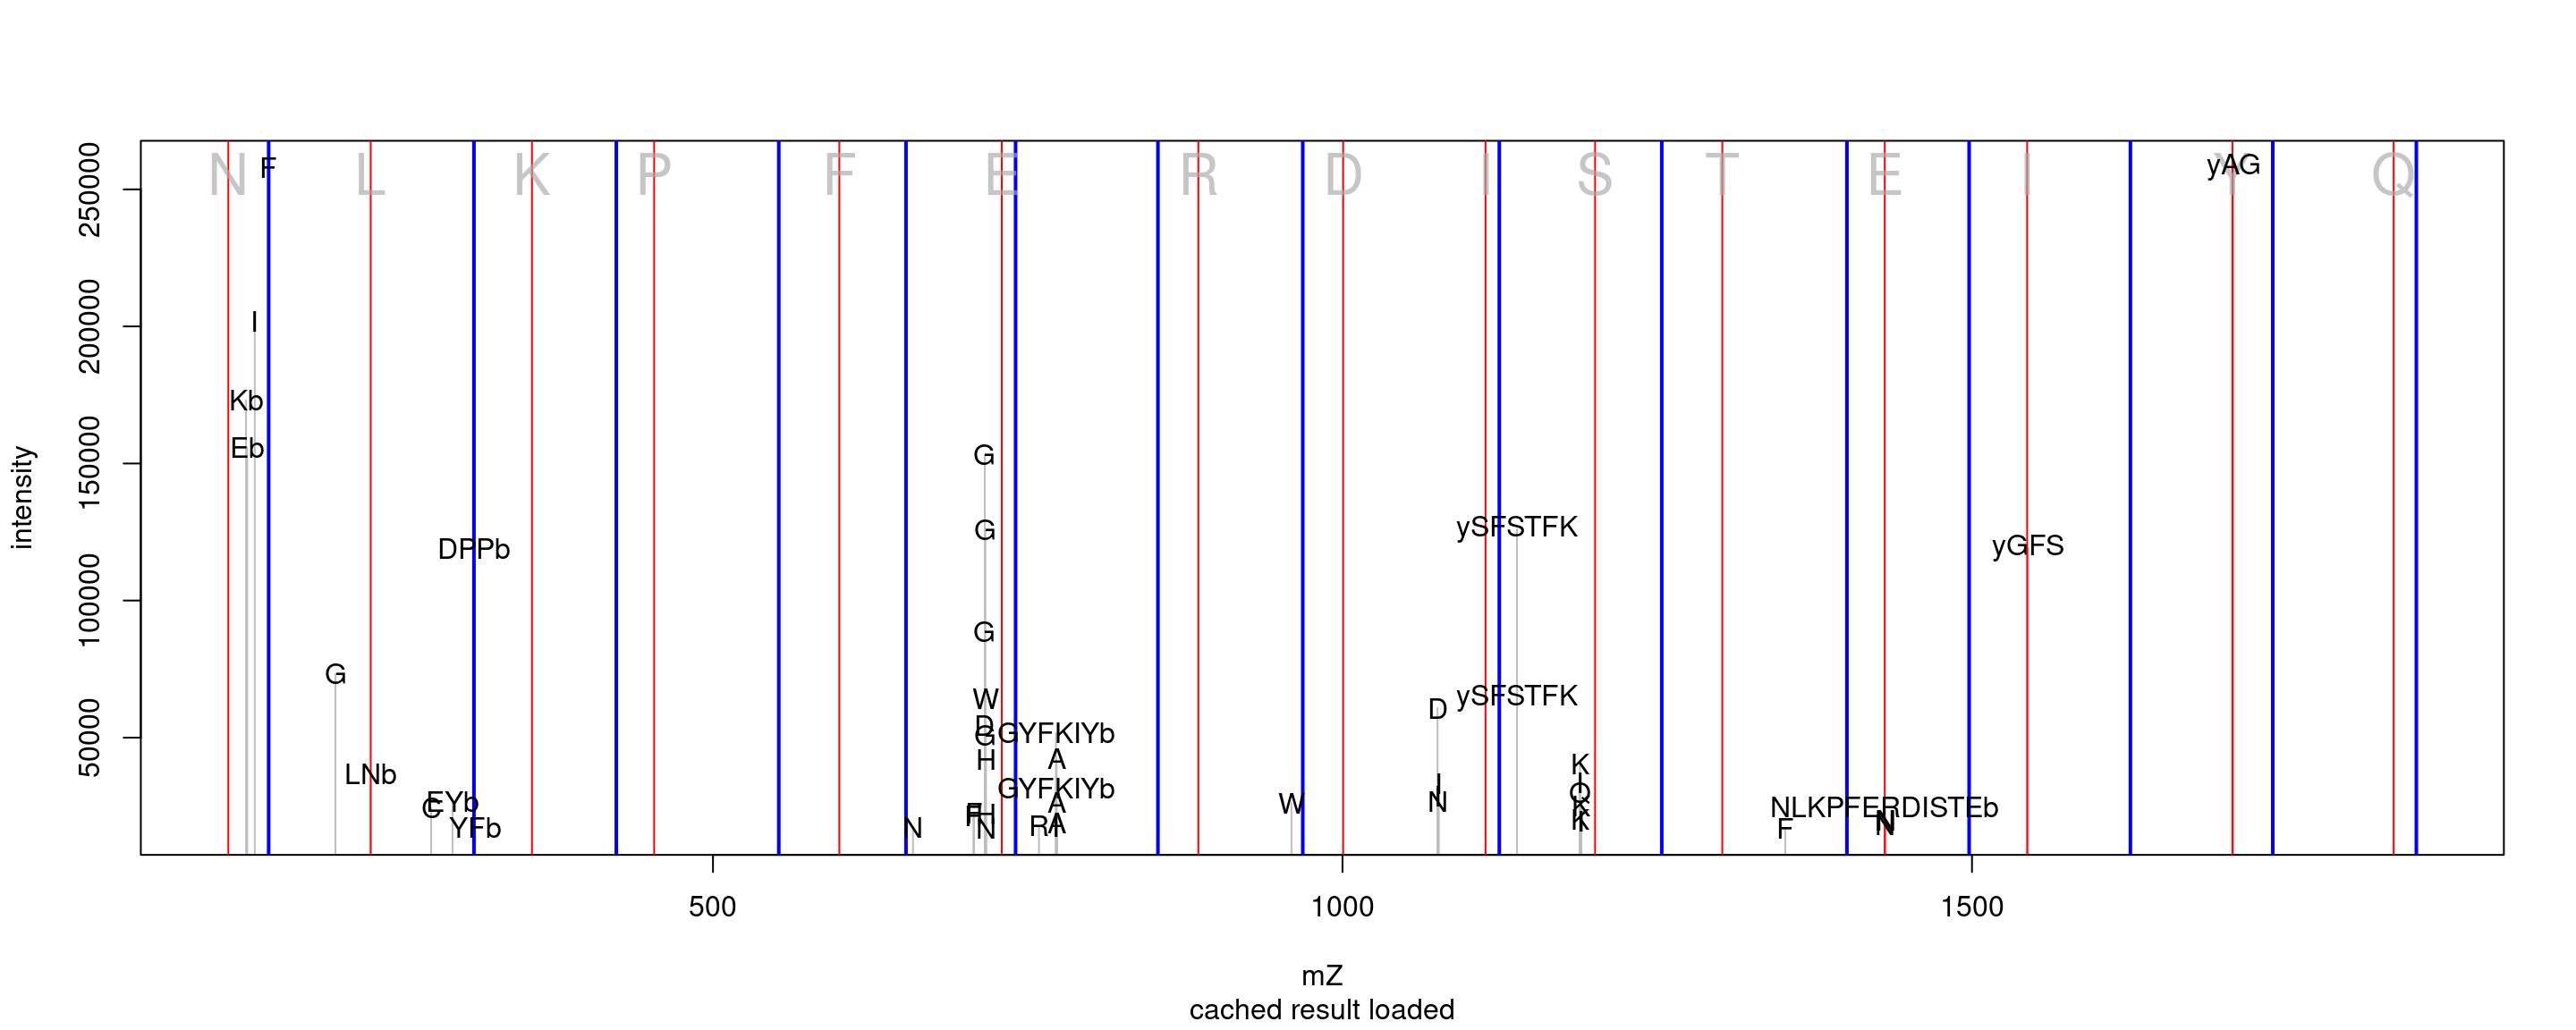 N L K P F E R D I S T E I Y Q
F
yAG
I
Kb
Eb
G
G
ySFSTFK
DPPb
yGFS
G
G
W
ySFSTFK
D
D
G
GYFKIYb
H
A
K
LNb
I
I
GYFKIYb
Q
EYb
G
N
A
W
K
NLKPFERDISTEb
F
H
K
YFb
N
N
R
A
F
N
intensity
50000
100000
150000
200000
250000
500
1000
1500
mZ
cached result loaded